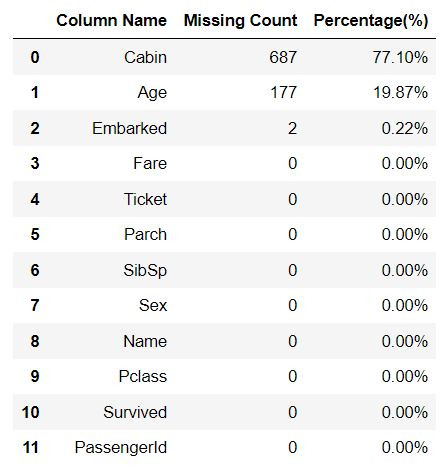 Column Name Missing Count Percentage(%)
0 Cabin 687 77.10%
1 Age 177 19.87%
2 Embarked 2 0.22%
3 Fare 0 0.00%
4 Ticket 0 0.00%
5 Parch 0 0.00%
6 SibSp 0 0.00%
7 Sex 0 0.00%
8 Name 0 0.00%
9 Pclass 0 0.00%
10 Survived 0 0.00%
11 PassengerId 0 0.00%